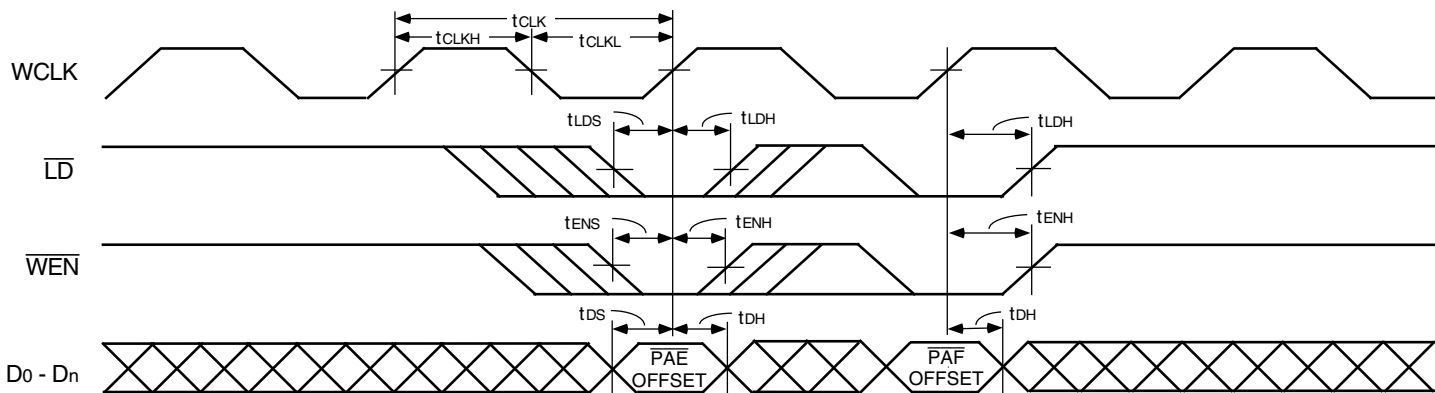 tCLK
tCLKH
tCLKL
WCLK
tLDS
tLDH
tLDH
LD
tENS
tENH
tENH
WEN
tDS
tDH
tDH
D0 - Dn
PAE
OFFSET
PAF
OFFSET